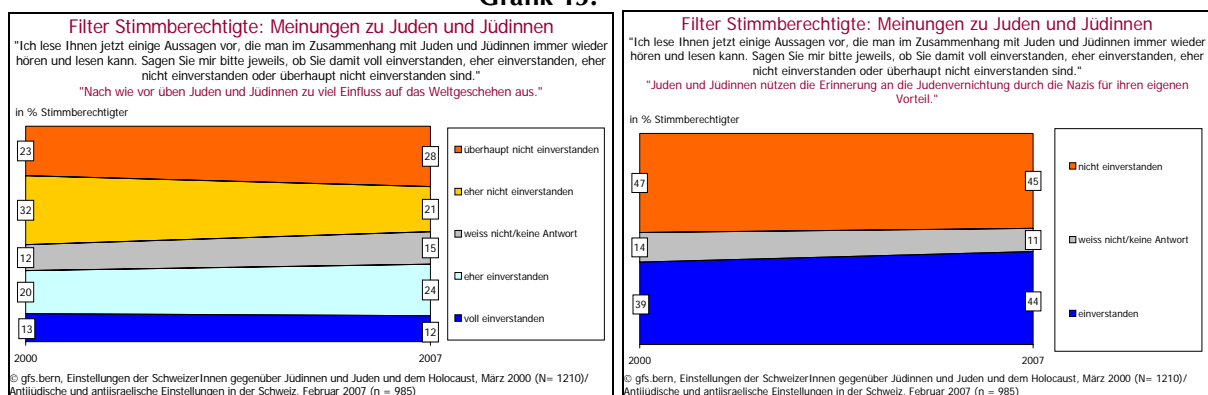 Grafik 15:
Filter Stimmberechtigte: Meinungen zu Juden und Jüdinnen
"Ich lese Ihnen jetzt einige Aussagen vor, die man im Zusammenhang mit Juden und Jüdinnen immer wieder
hören und lesen kann. Sagen Sie mir bitte jeweils, ob Sie damit voll einverstanden, eher einverstanden, eher
nicht einverstanden oder überhaupt nicht einverstanden sind."
"Nach wie vor üben Juden und Jüdinnen zu viel Einfluss auf das Weltgeschehen aus."
in % Stimmberechtigter
23
28
überhaupt nicht einverstanden
32
21
eher nicht einverstanden
12
15
weiss nicht/keine Antwort
20
24
eher einverstanden
13
12
voll einverstanden
2000
2007
© gfs.bern, Einstellungen der SchweizerInnen gegenüber Jüdinnen und Juden und dem Holocaust, März 2000 (N= 1210)/
Antijüdische und antiisraelische Einstellungen in der Schweiz, Februar 2007 (n = 985)
Filter Stimmberechtigte: Meinungen zu Juden und Jüdinnen
"Ich lese Ihnen jetzt einige Aussagen vor, die man im Zusammenhang mit Juden und Jüdinnen immer wieder
hören und lesen kann. Sagen Sie mir bitte jeweils, ob Sie damit voll einverstanden, eher einverstanden, eher
nicht einverstanden oder überhaupt nicht einverstanden sind."
"Juden und Jüdinnen nützen die Erinnerung an die Judenvernichtung durch die Nazis für ihren eigenen
Vorteil."
in % Stimmberechtigter
47
45
nicht einverstanden
14
11
weiss nicht/keine Antwort
39
44
einverstanden
2000
2007
© gfs.bern, Einstellungen der SchweizerInnen gegenüber Jüdinnen und Juden und dem Holocaust, März 2000 (N= 1210)/
Antijüdische und antiisraelische Einstellungen in der Schweiz, Februar 2007 (n = 985)